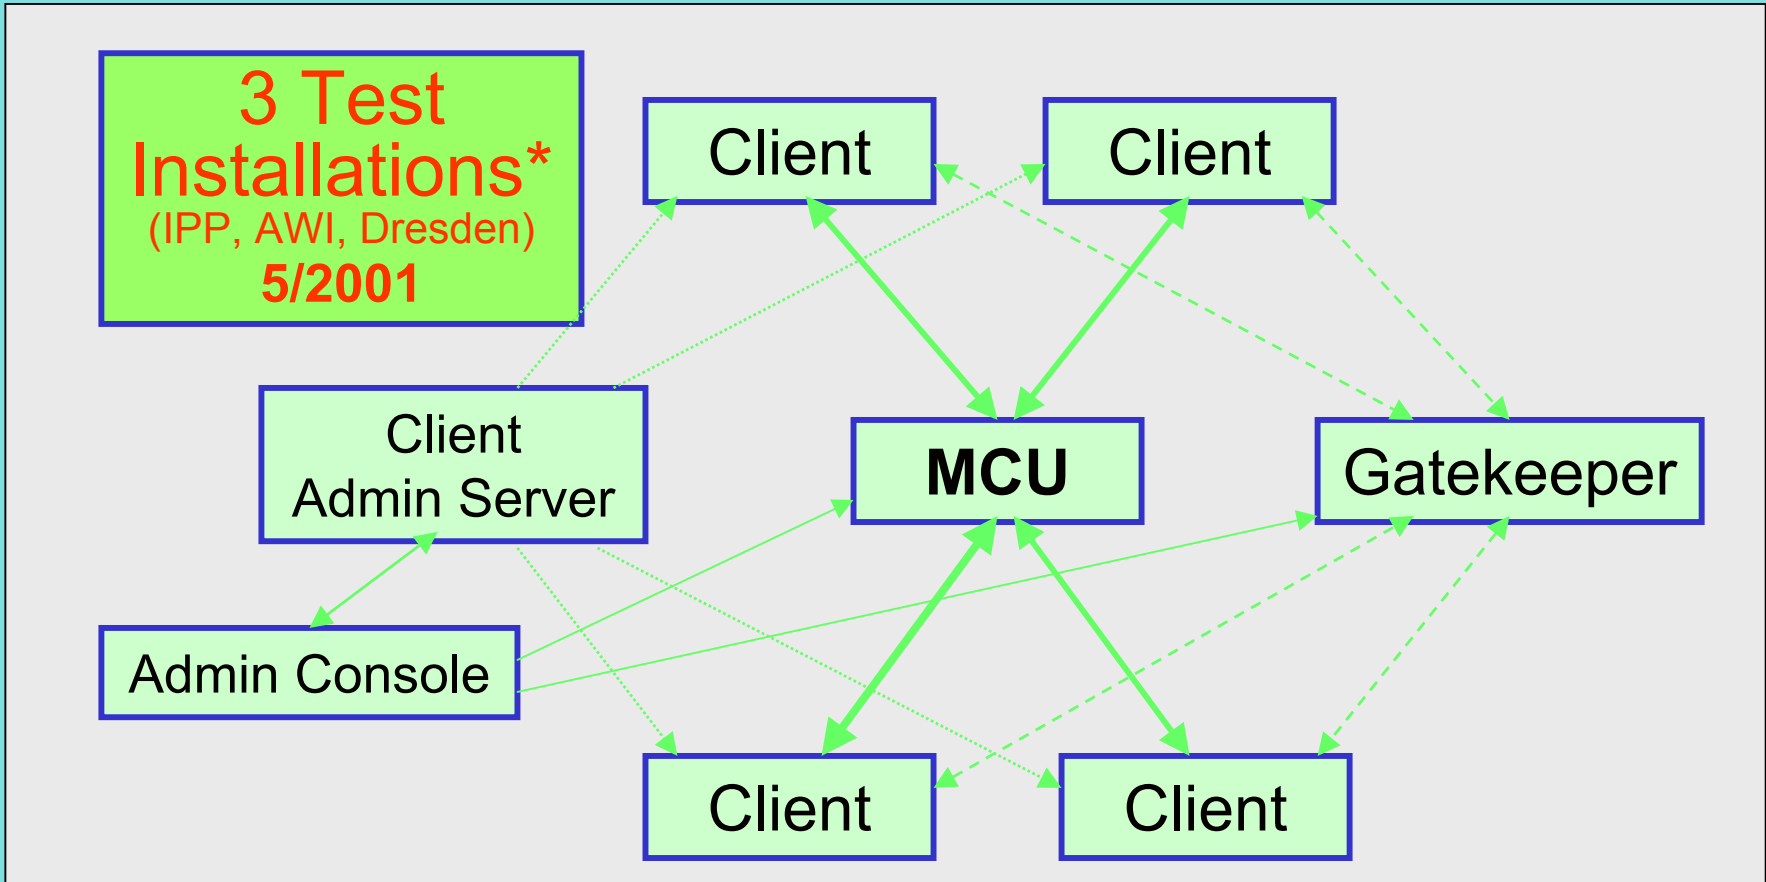 3 Test
Installations*
(IPP, AWI, Dresden)
5/2001
Client
Client
Client
Admin Server
MCU
Gatekeeper
Admin Console
Client
Client